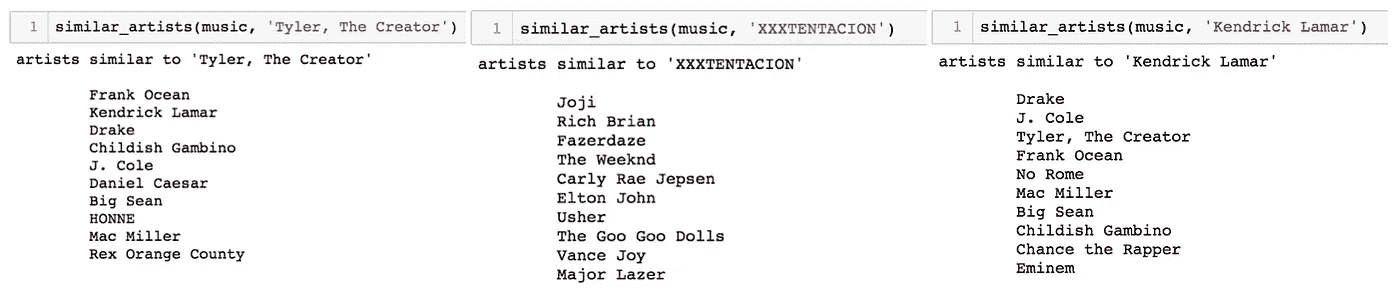 1 similar_artists(music, 'Tyler, The Creator')
artists similar to 'Tyler, The Creator'
Frank Ocean
Kendrick Lamar
Drake
Childish Gambino
J. Cole
Daniel Caesar
Big Sean
HONNE
Mac Miller
Rex Orange County
1 similar_artists(music, 'XXXTENTACION')
artists similar to 'XXXTENTACION'
Joji
Rich Brian
Fazerdaze
The Weeknd
Carly Rae Jepsen
Elton John
Usher
The Goo Goo Dolls
Vance Joy
Major Lazer
1 similar_artists(music, 'Kendrick Lamar')
artists similar to 'Kendrick Lamar'
Drake
J. Cole
Tyler, The Creator
Frank Ocean
No Rome
Mac Miller
Big Sean
Childish Gambino
Chance the Rapper
Eminem